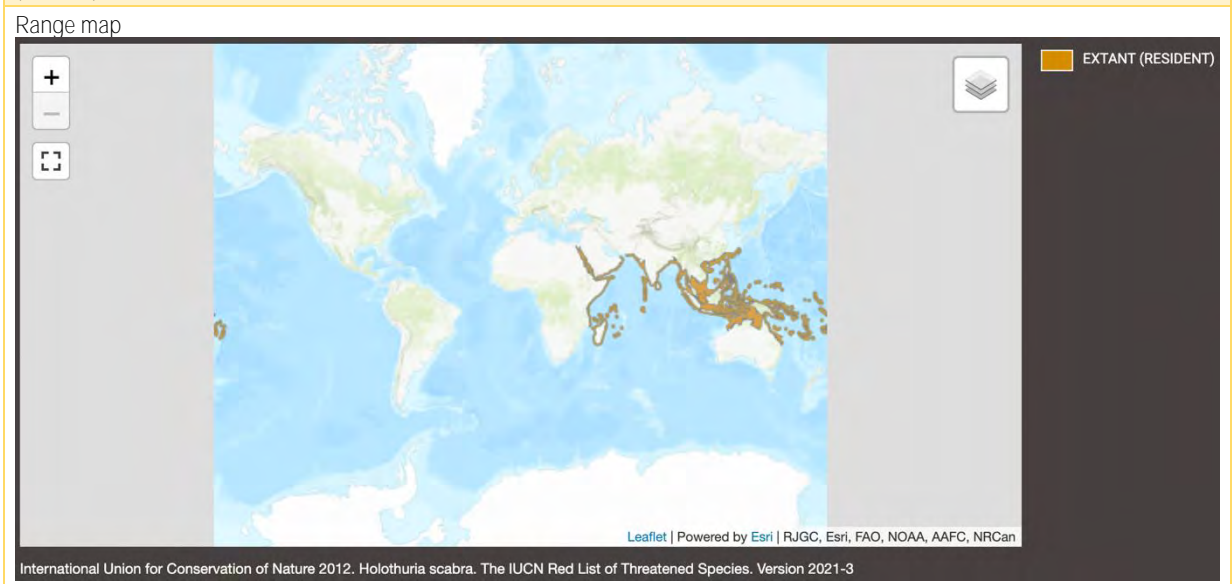 Range map
+
−
EXTANT (RESIDENT)
Leaflet | Powered by Esri | RJGC, Esri, FAO, NOAA, AAFC, NRCan
International Union for Conservation of Nature 2012. Holothuria scabra. The IUCN Red List of Threatened Species. Version 2021-3